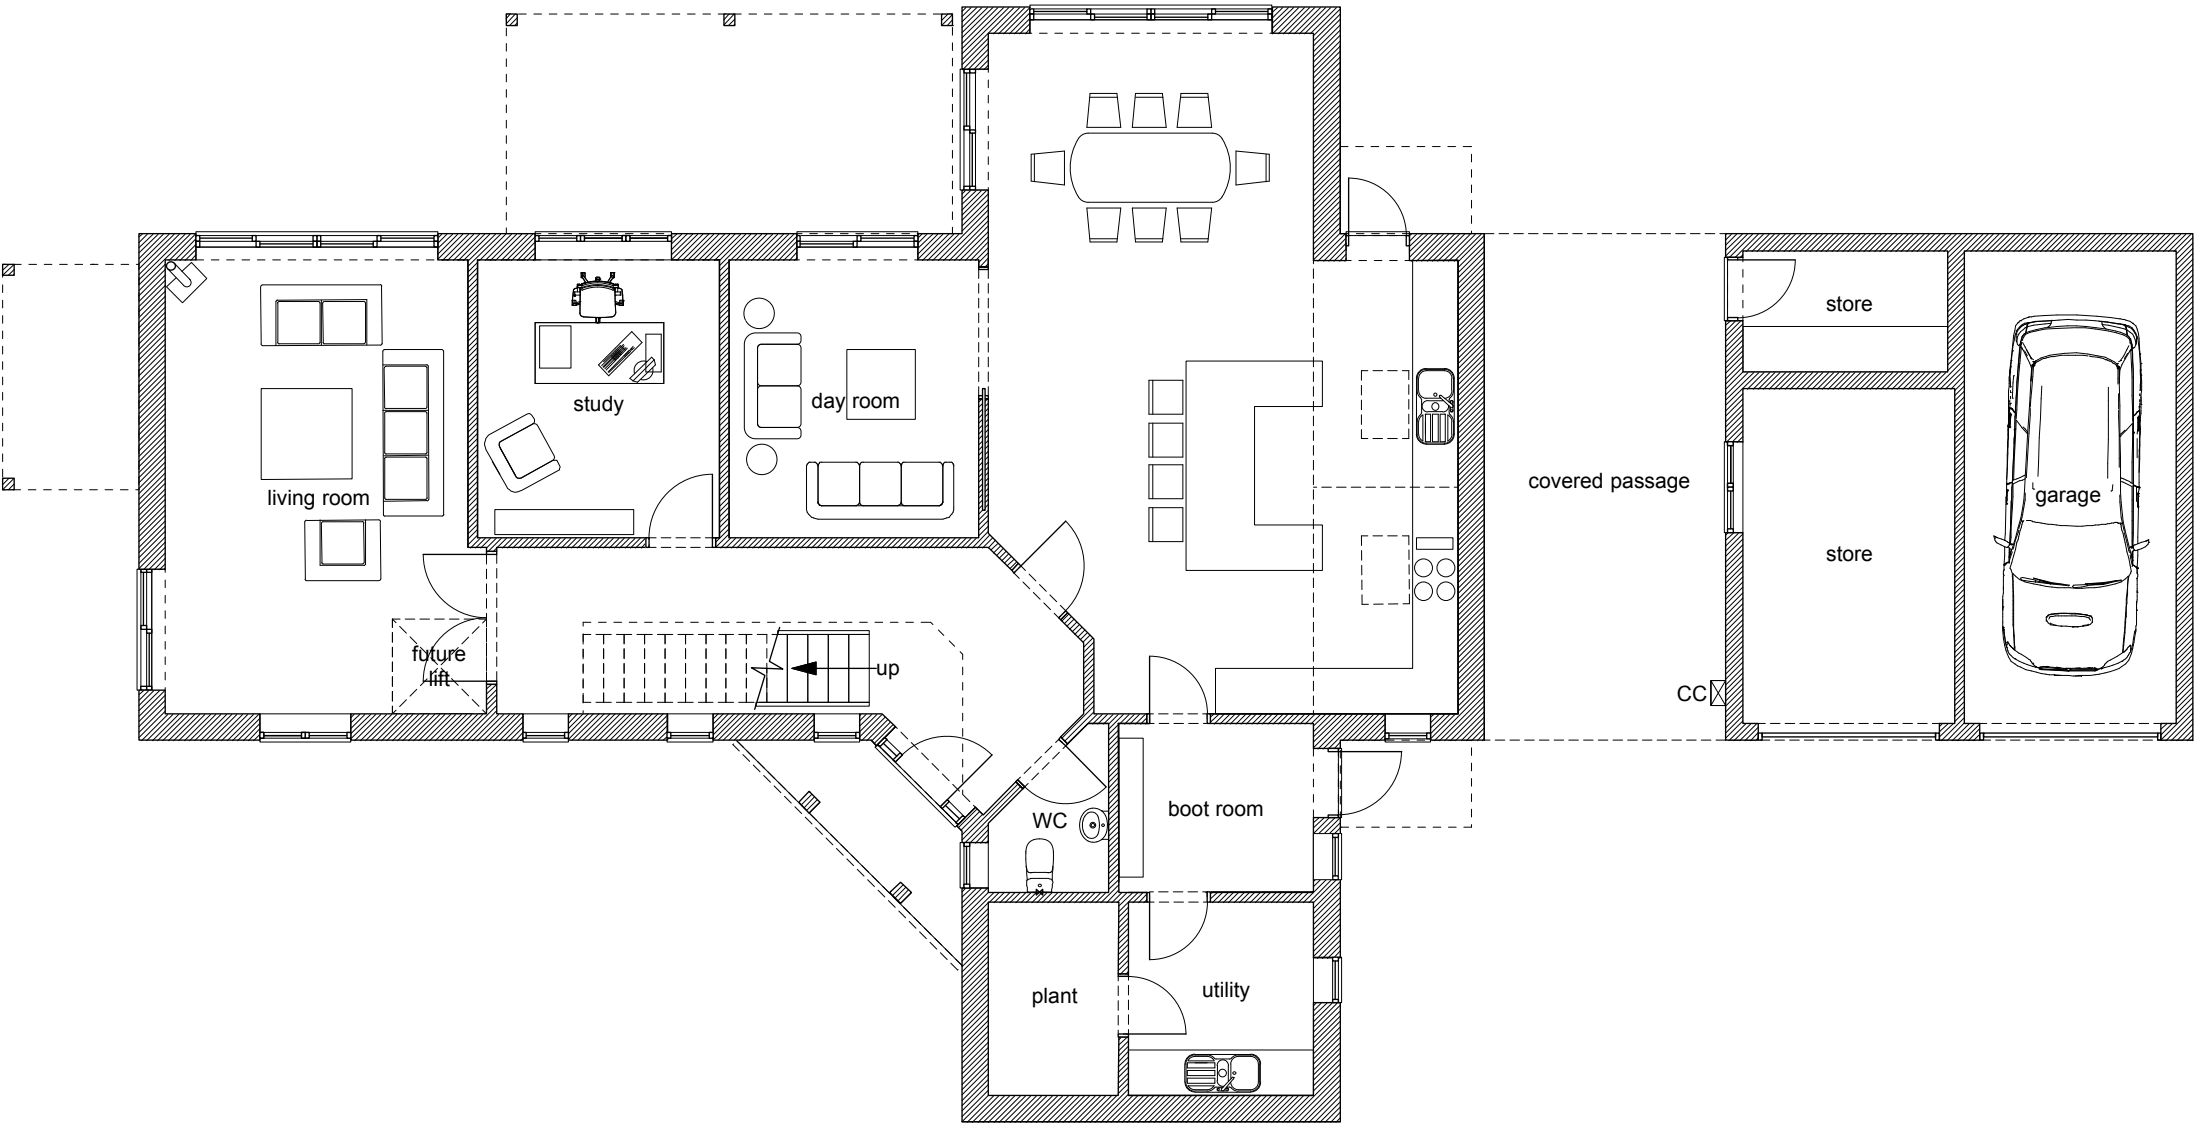 store
study
day room
covered passage
garage
living room
store
future
lift
up
CC
boot room
WC
plant
utility